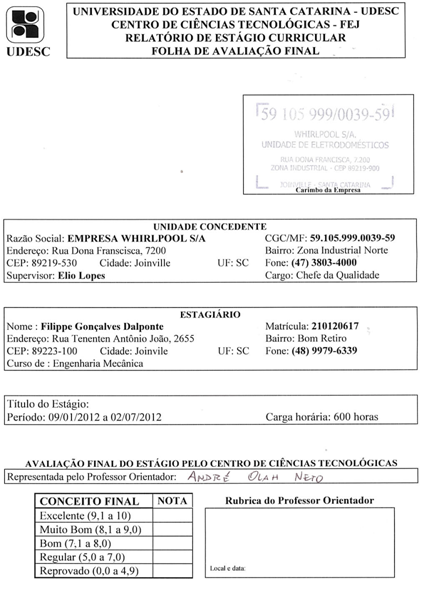 UDESC
UNIVERSIDADE DO ESTADO DE SANTA CATARINA - UDESC
CENTRO DE CIÊNCIAS TECNOLÓGICAS - FEJ
RELATÓRIO DE ESTÁGIO CURRICULAR
FOLHA DE AVALIAÇÃO FINAL
59 105 999/0039-59
WHIRLPOOL S/A.
UNIDADE DE ELETRODOMÉSTICOS
RUA DONA FRANCISCA, 7.200
ZONA INDUSTRIAL - CEP 89219-900
JOINVILLE - SANTA CATARINA
Carimbo da Empresa
UNIDADE CONCEDENTE
Razão Social: EMPRESA WHIRLPOOL S/A CGC/MF: 59.105.999.0039-59
Endereço: Rua Dona Franscisca, 7200 Bairro: Zona Industrial Norte
CEP: 89219-530 Cidade: Joinville UF: SC Fone: (47) 3803-4000
Supervisor: Elio Lopes Cargo: Chefe da Qualidade
ESTAGIÁRIO
Nome : Filippe Gonçalves Dalponte Matrícula: 210120617
Endereço: Rua Tenenten Antônio João, 2655 Bairro: Bom Retiro
CEP: 89223-100 Cidade: Joinvile UF: SC Fone: (48) 9979-6339
Curso de : Engenharia Mecânica
Título do Estágio:
Período: 09/01/2012 a 02/07/2012 Carga horária: 600 horas
AVALIAÇÃO FINAL DO ESTÁGIO PELO CENTRO DE CIÊNCIAS TECNOLÓGICAS
Representada pelo Professor Orientador: ANDRÉ OLAH NETO
CONCEITO FINAL NOTA Rubrica do Professor Orientador
Excelente (9,1 a 10)
Muito Bom (8,1 a 9,0)
Bom (7,1 a 8,0)
Regular (5,0 a 7,0)
Reprovado (0,0 a 4,9)
Local e data: